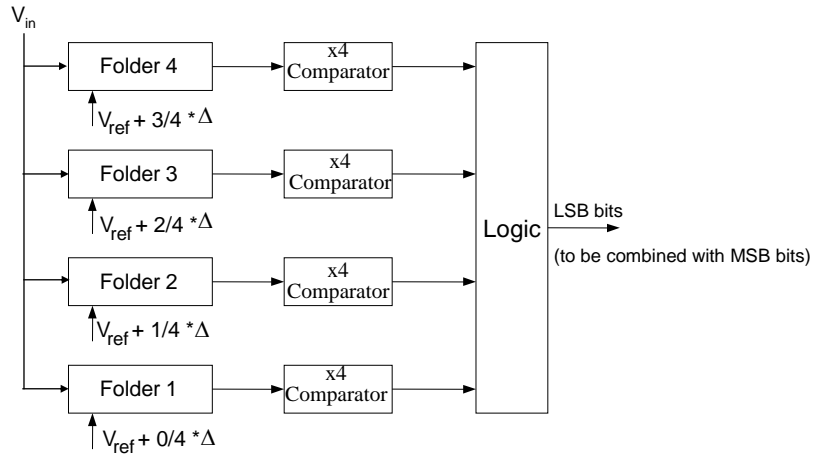 V_in
Folder 4
x4
Comparator
V_ref + 3/4 *Δ
Folder 3
x4
Comparator
V_ref + 2/4 *Δ
Logic
LSB bits
(to be combined with MSB bits)
Folder 2
x4
Comparator
V_ref + 1/4 *Δ
Folder 1
x4
Comparator
V_ref + 0/4 *Δ